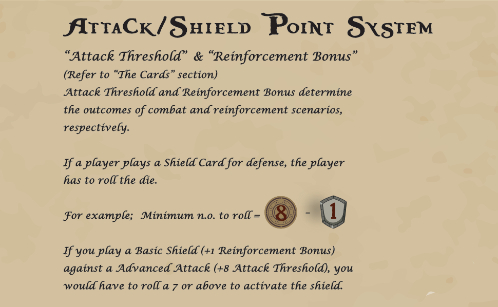 Attack/Shield Point System
“Attack Threshold” & “Reinforcement Bonus”
(Refer to “The Cards” section)
Attack Threshold and Reinforcement Bonus determine
the outcomes of combat and reinforcement scenarios,
respectively.
If a player plays a Shield Card for defense, the player
has to roll the die.
For example; Minimum n.o. to roll = 8 - 1
If you play a Basic Shield (+1 Reinforcement Bonus)
against a Advanced Attack (+8 Attack Threshold), you
would have to roll a 7 or above to activate the shield.